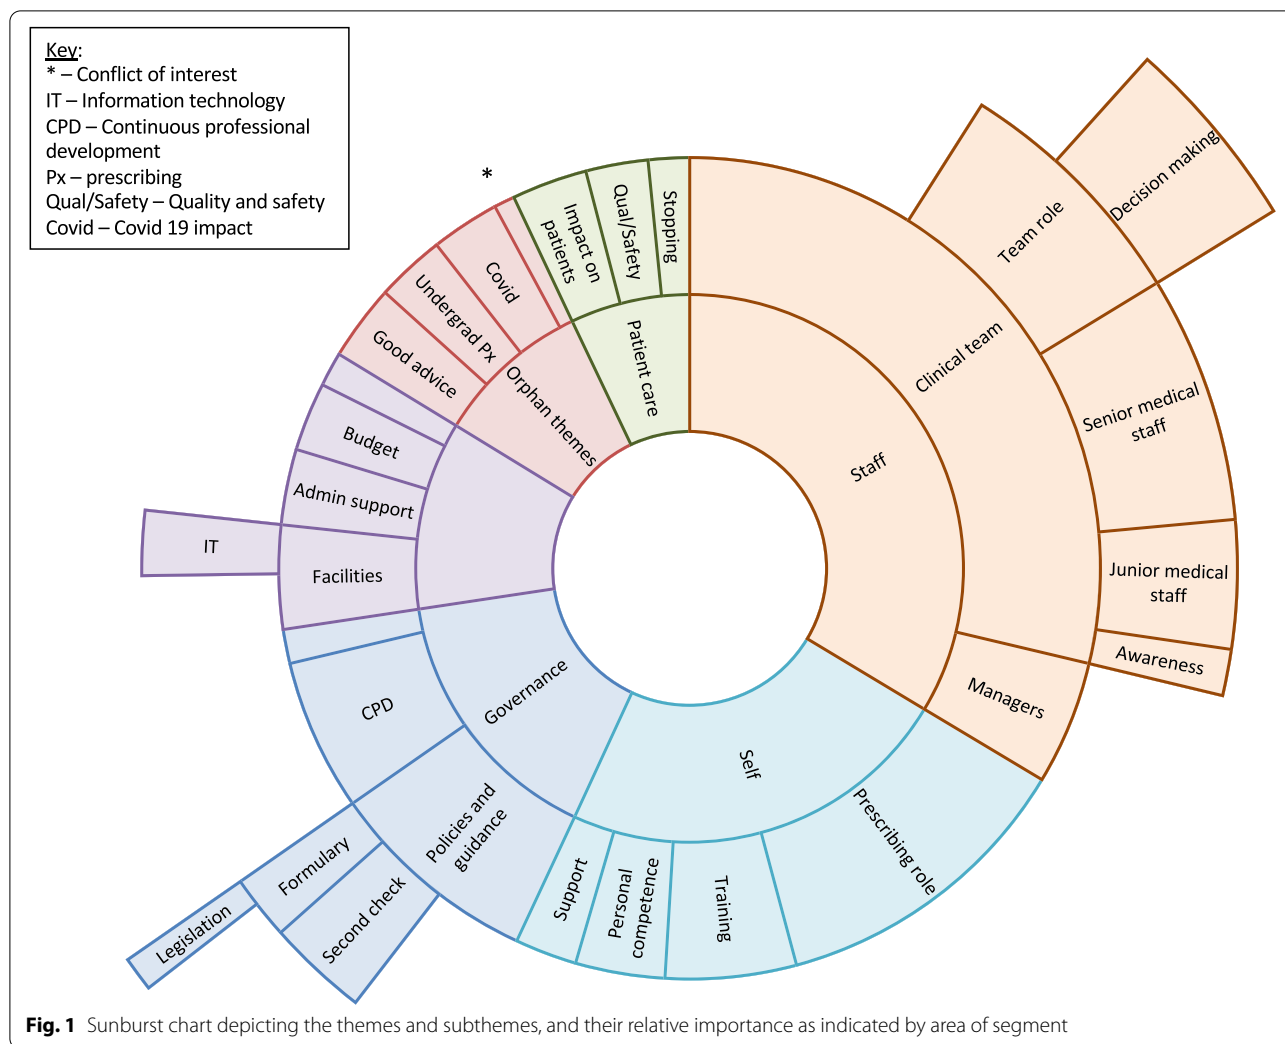 Key:
* – Conflict of interest
IT – Information technology
CPD – Continuous professional
development
Px – prescribing
Qual/Safety – Quality and safety
Covid – Covid 19 impact
*
Impact on
patients
Qual/Safety
Stopping
Patient care
Covid
Undergrad Px
Good advice
Orphan themes
Budget
Admin support
IT
Facilities
Decision making
Team role
Clinical team
Senior medical
staff
Staff
Junior medical
staff
Awareness
Managers
Governance
CPD
Policies and
guidance
Formulary
Second check
Legislation
Self
Prescribing role
Training
Personal
competence
Support
Fig. 1 Sunburst chart depicting the themes and subthemes, and their relative importance as indicated by area of segment